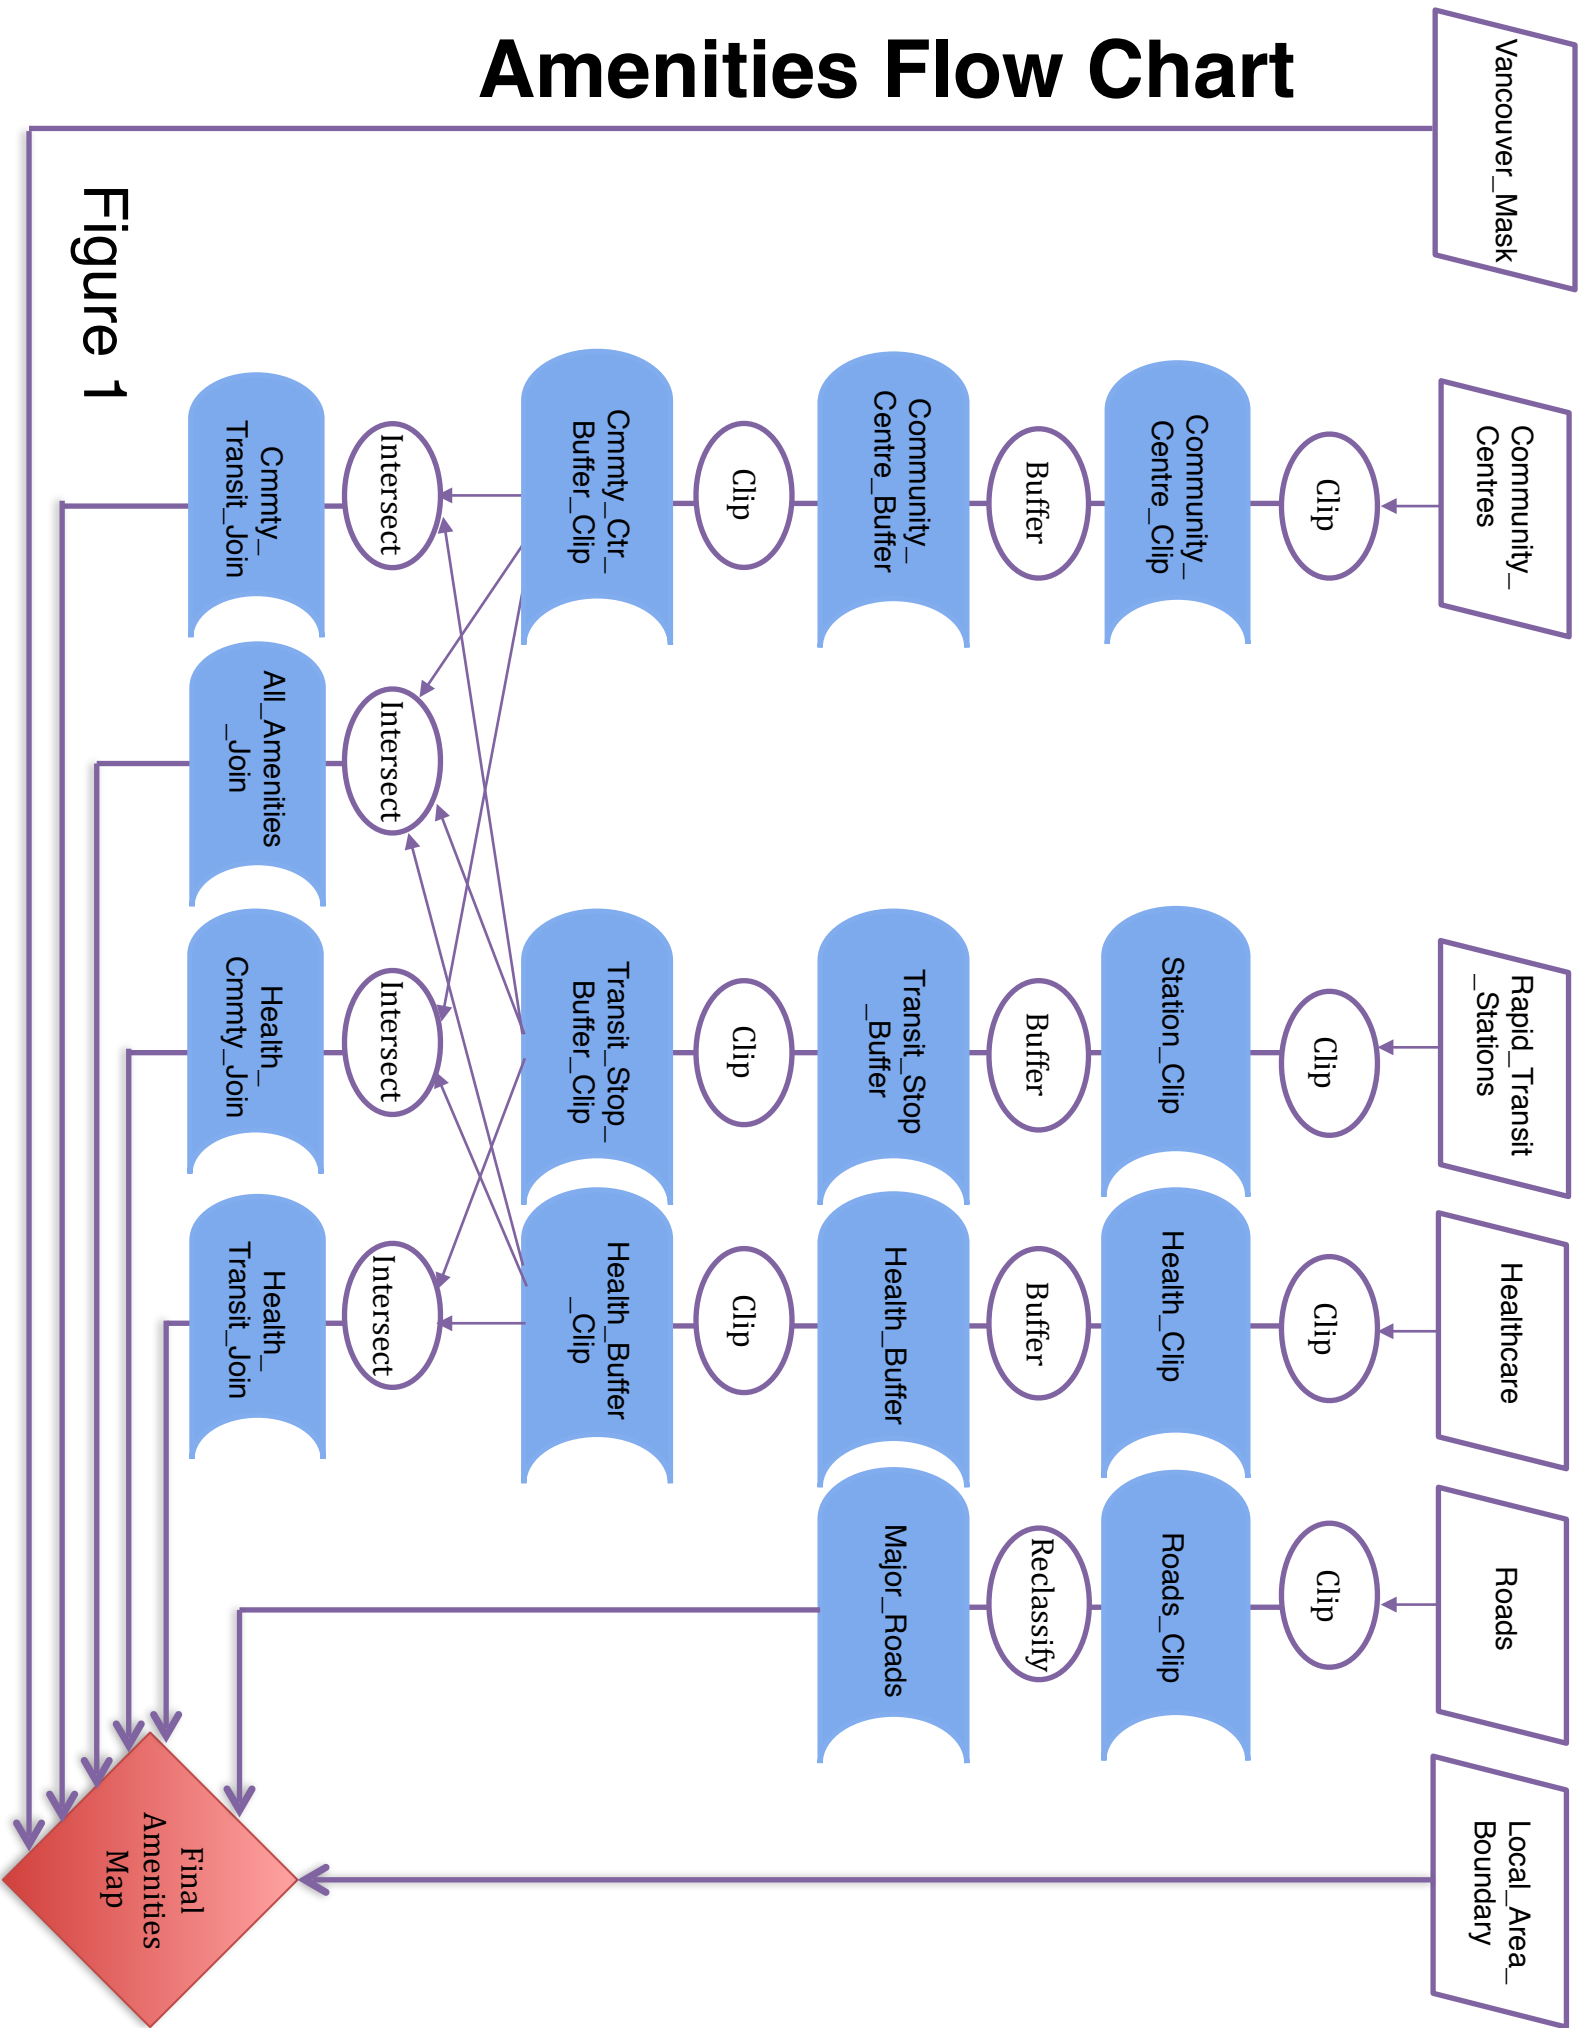 Amenities Flow Chart
Vancouver_Mask
Community_
Centres
Rapid_Transit
_Stations
Healthcare
Roads
Local_Area_
Boundary
Clip
Clip
Clip
Clip
Community_
Centre_Clip
Station_Clip
Health_Clip
Roads_Clip
Buffer
Buffer
Buffer
Reclassify
Community_
Centre_Buffer
Transit_Stop
_Buffer
Health_Buffer
Major_Roads
Clip
Clip
Clip
Cmmty_Ctr_
Buffer_Clip
Transit_Stop_
Buffer_Clip
Health_Buffer
_Clip
Intersect
Intersect
Intersect
Intersect
Cmmty_
Transit_Join
All_Amenities
_Join
Health_
Cmmty_Join
Health_
Transit_Join
Final
Amenities
Map
Figure 1